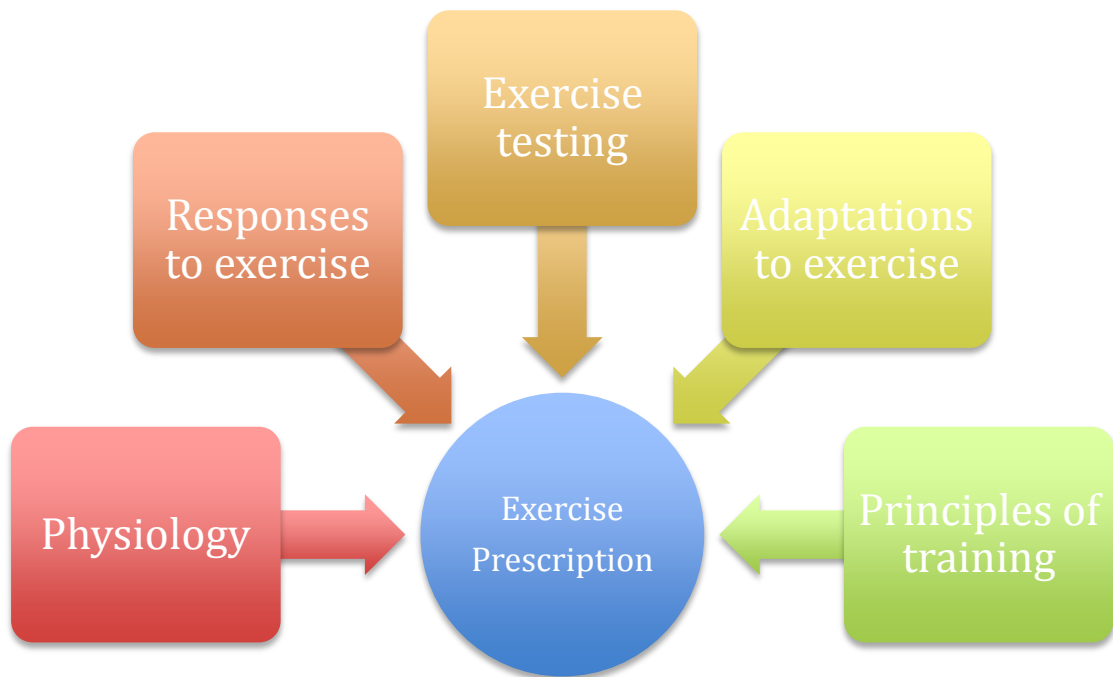 Exercise
testing
Responses
to exercise
Adaptations
to exercise
Physiology
Exercise
Prescription
Principles of
training